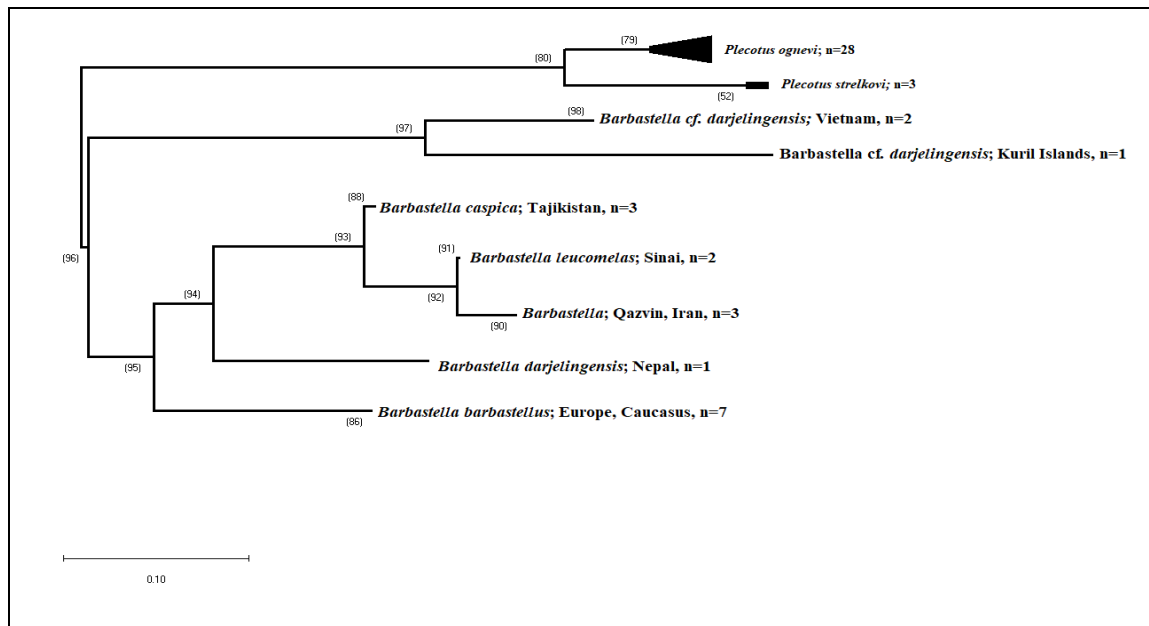 (79)
Plecotus ognevi; n=28
(80)
Plecotus strelkovi; n=3
(52)
(98)
Barbastella cf. darjelingensis; Vietnam, n=2
(97)
Barbastella cf. darjelingensis; Kuril Islands, n=1
(88)
Barbastella caspica; Tajikistan, n=3
(93)
(91)
Barbastella leucomelas; Sinai, n=2
(96)
(94)
(92)
Barbastella; Qazvin, Iran, n=3
(90)
(95)
Barbastella darjelingensis; Nepal, n=1
Barbastella barbastellus; Europe, Caucasus, n=7
(86)
0.10